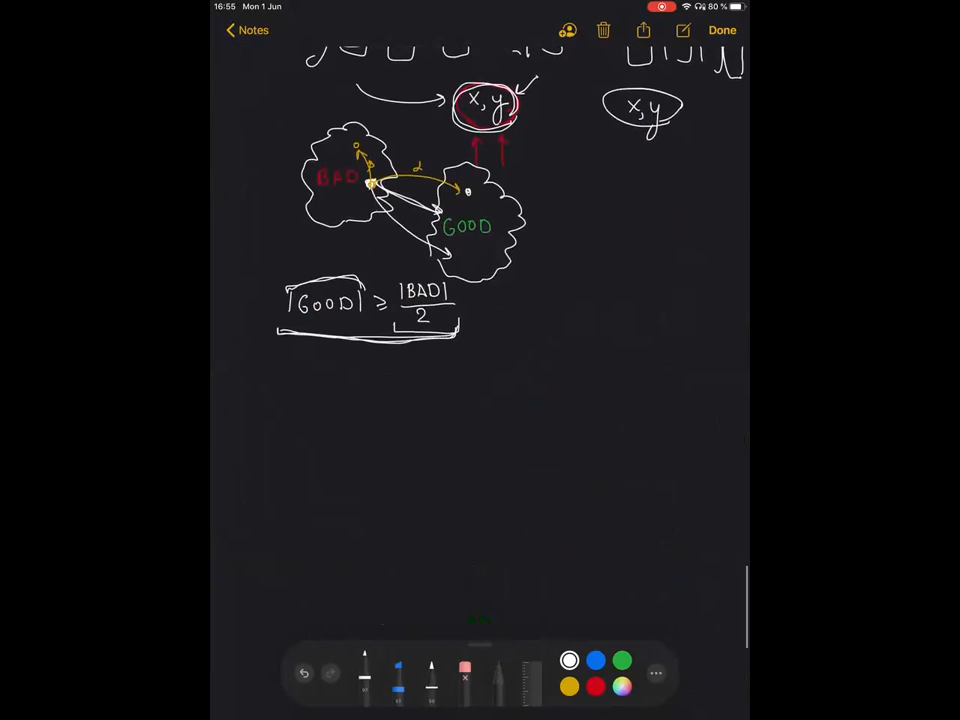 16:55 Mon 1 Jun 80 %
Notes Done
x, y
x, y
BAD
α
β
GOOD
|GOOD| ≥ |BAD| / 2